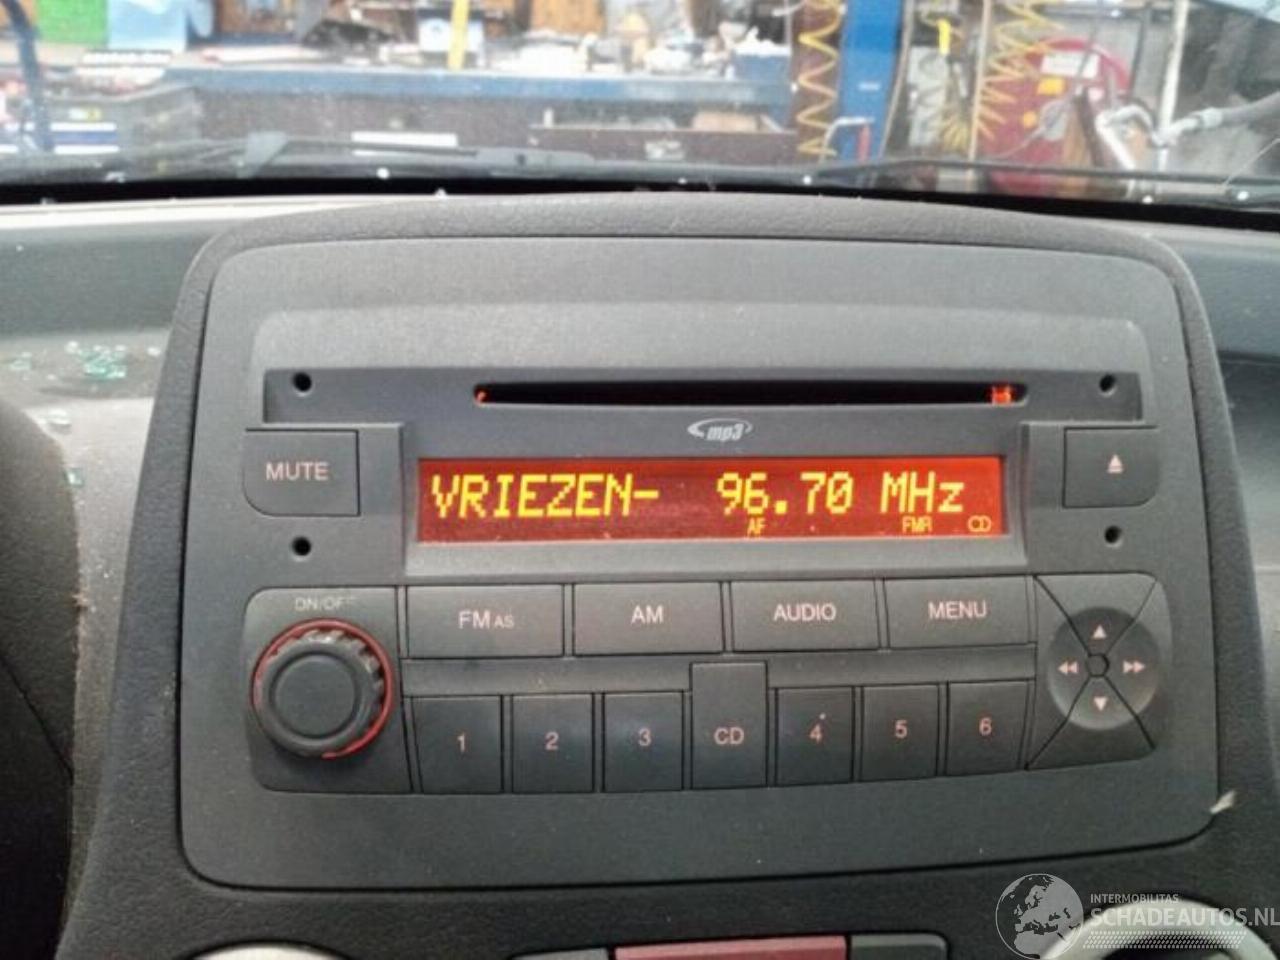 mp3
MUTE
VRIEZEN- 96.70 MHz
AF FMR CD
ON/OFF
FM AS AM AUDIO MENU
1 2 3 CD 4 5 6
INTERMOBILITAS
SCHADEAUTOS.NL